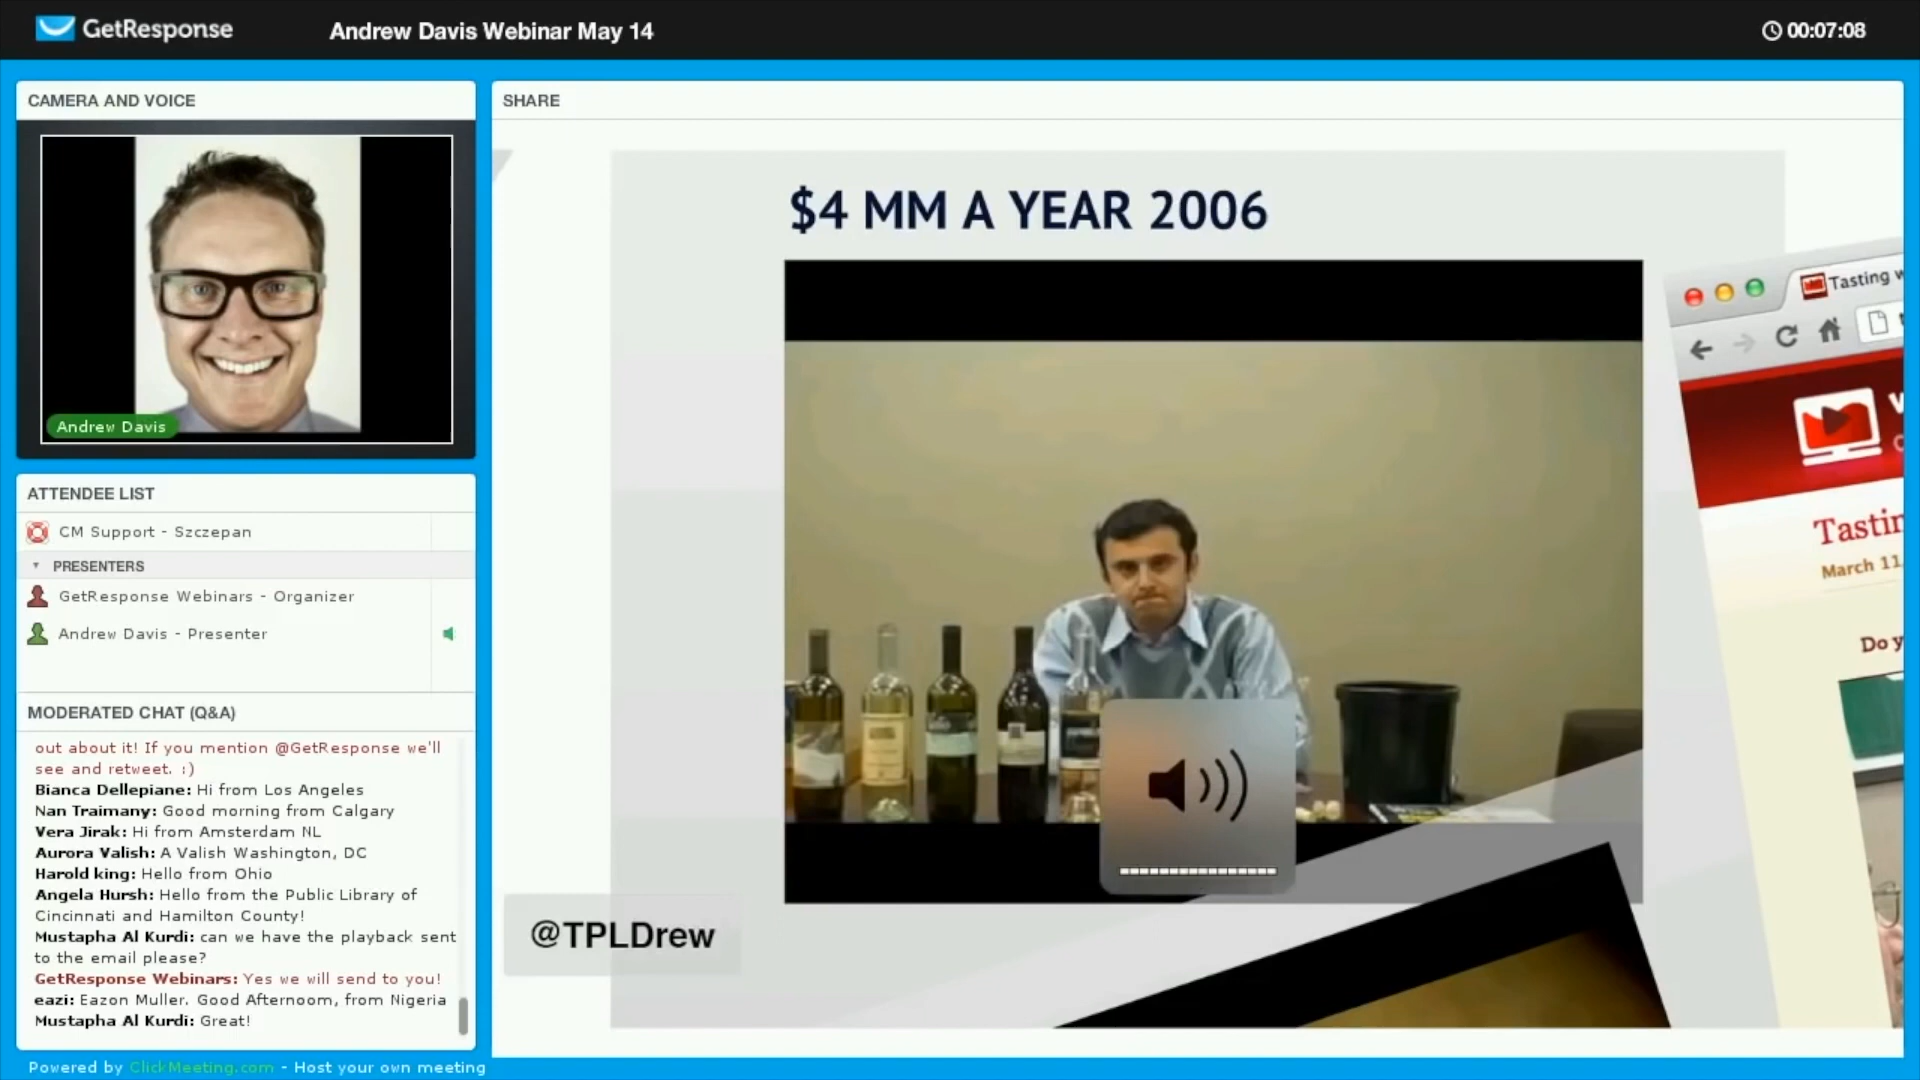 GetResponse
Andrew Davis Webinar May 14
00:07:08
CAMERA AND VOICE
Andrew Davis
ATTENDEE LIST
CM Support - Szczepan
PRESENTERS
GetResponse Webinars - Organizer
Andrew Davis - Presenter
MODERATED CHAT (Q&A)
out about it! If you mention @GetResponse we'll
see and retweet. :)
Bianca Dellepiane: Hi from Los Angeles
Nan Traimany: Good morning from Calgary
Vera Jirak: Hi from Amsterdam NL
Aurora Valish: A Valish Washington, DC
Harold king: Hello from Ohio
Angela Hursh: Hello from the Public Library of
Cincinnati and Hamilton County!
Mustapha Al Kurdi: can we have the playback sent
to the email please?
GetResponse Webinars: Yes we will send to you!
eazi: Eazon Muller. Good Afternoom, from Nigeria
Mustapha Al Kurdi: Great!
Powered by ClickMeeting.com - Host your own meeting
SHARE
$4 MM A YEAR 2006
@TPLDrew
Tasting
March 11,
Do y